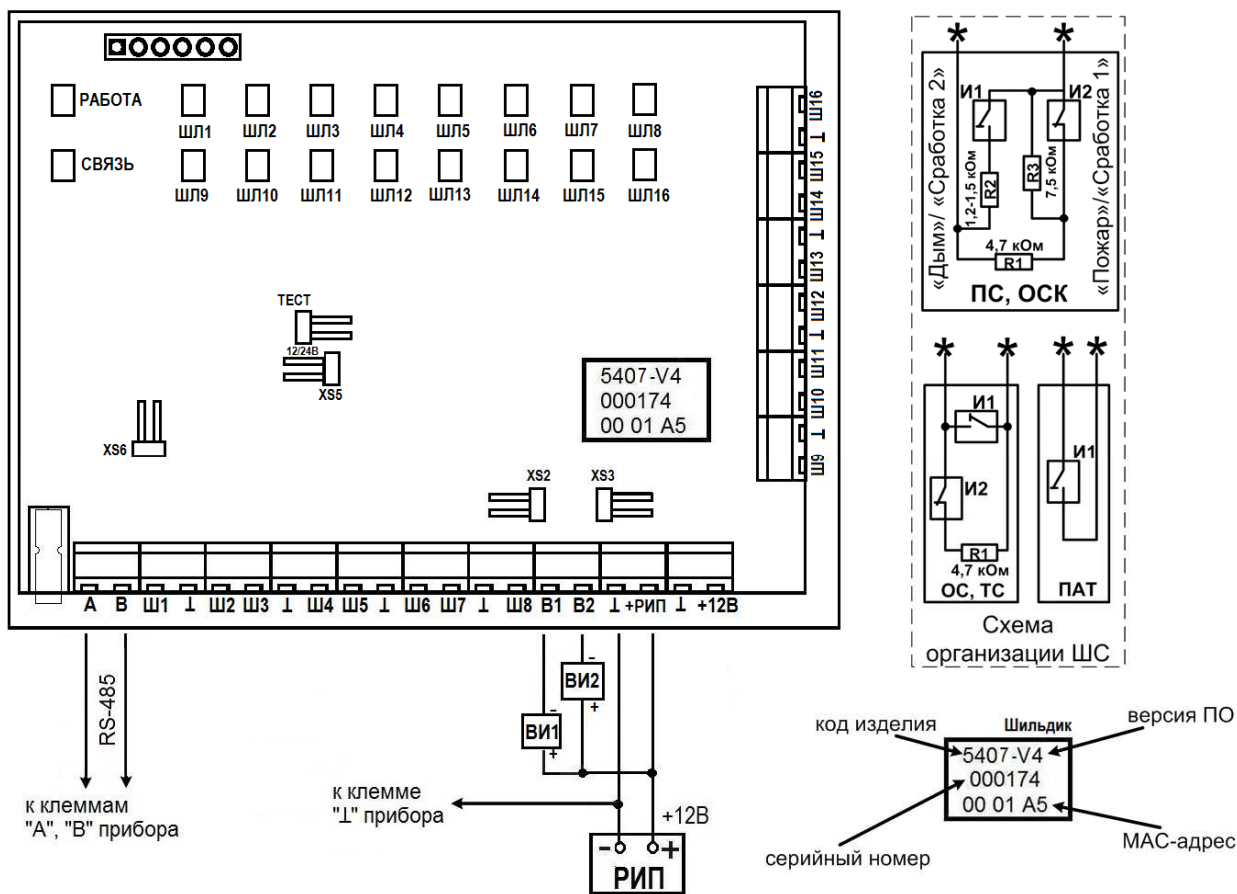 РАБОТА
ШЛ1 ШЛ2 ШЛ3 ШЛ4 ШЛ5 ШЛ6 ШЛ7 ШЛ8
СВЯЗЬ
ШЛ9 ШЛ10 ШЛ11 ШЛ12 ШЛ13 ШЛ14 ШЛ15 ШЛ16
ТЕСТ
12/24В
XS5
XS6
5407-V4
000174
00 01 A5
XS2
XS3
Ш16
⊥
Ш15
Ш14
⊥
Ш13
Ш12
⊥
Ш11
Ш10
⊥
Ш9
А В Ш1 ⊥ Ш2 Ш3 ⊥ Ш4 Ш5 ⊥ Ш6 Ш7 ⊥ Ш8 В1 В2 ⊥ +РИП ⊥ +12В
RS-485
к клеммам
"А", "В" прибора
-
ВИ1
+
-
ВИ2
+
к клемме
"⊥" прибора
+12В
- +
РИП
* *
«Дым»/ «Сработка 2»
И1
И2
1,2-1,5 кОм
R2
R3
7,5 кОм
4,7 кОм
R1
«Пожар»/«Сработка 1»
ПС, ОСК
* *
И1
И2
R1
4,7 кОм
ОС, ТС
* *
И1
ПАТ
Схема
организации ШС
код изделия
Шильдик
версия ПО
5407-V4
000174
00 01 A5
серийный номер
МАС-адрес